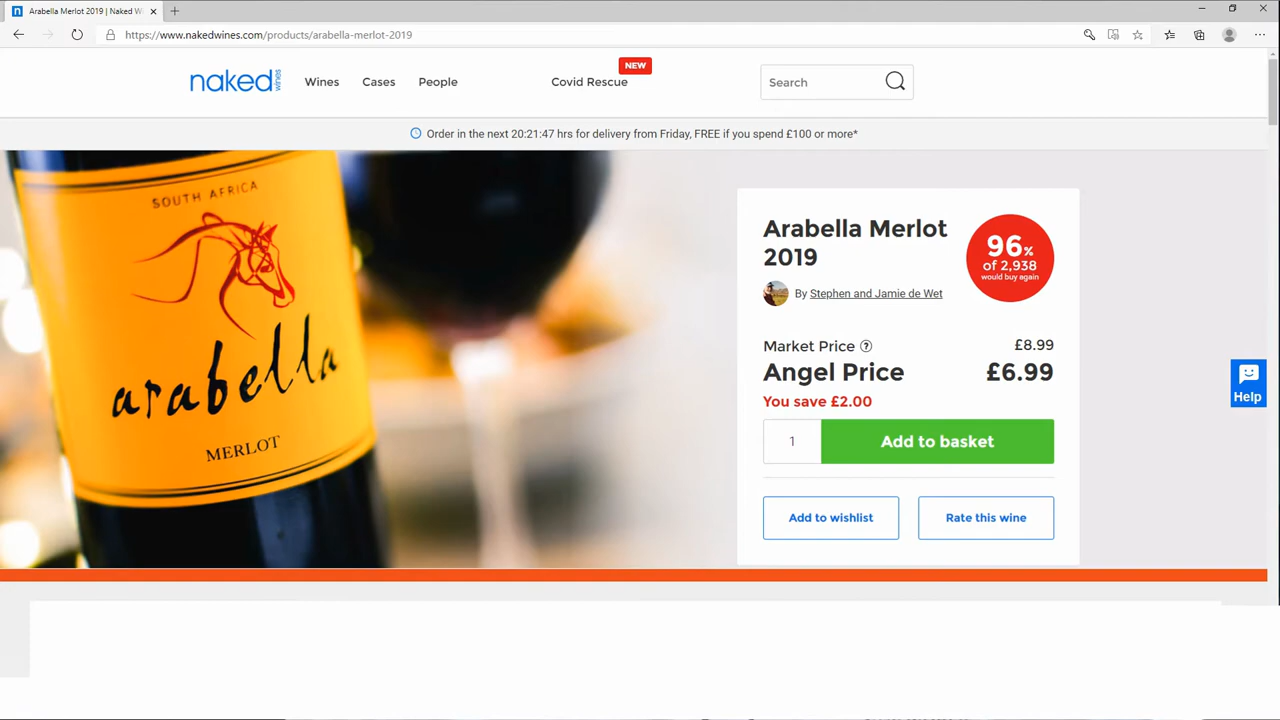 Arabella Merlot 2019 | Naked Wi
https://www.nakedwines.com/products/arabella-merlot-2019
naked wines
Wines
Cases
People
NEW
Covid Rescue
Search
Order in the next 20:21:47 hrs for delivery from Friday, FREE if you spend £100 or more*
SOUTH AFRICA
arabella
MERLOT
Arabella Merlot
2019
96%
of 2,938
would buy again
By Stephen and Jamie de Wet
Market Price ?
£8.99
Angel Price
£6.99
You save £2.00
1
Add to basket
Add to wishlist
Rate this wine
Help